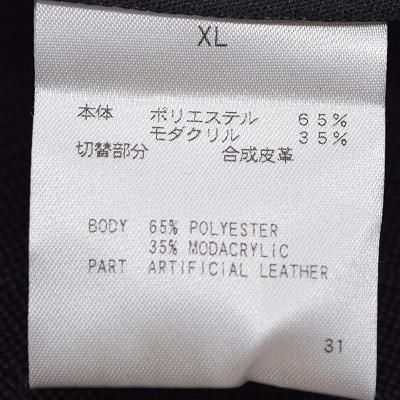 XL
本体 ポリエステル 65%
モダクリル 35%
切替部分 合成皮革
BODY 65% POLYESTER
35% MODACRYLIC
PART ARTIFICIAL LEATHER
31